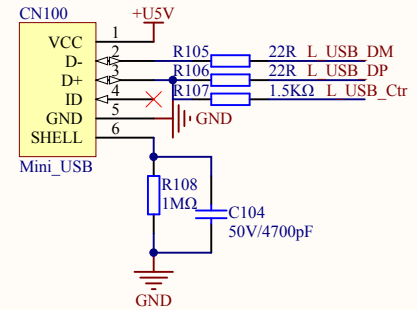 CN100
+U5V
VCC 1
D- 2 R105 22R L_USB_DM
D+ 3 R106 22R L_USB_DP
ID 4 R107 1.5KΩ L_USB_Ctr
GND 5 GND
SHELL 6
Mini_USB
R108
1MΩ
C104
50V/4700pF
GND